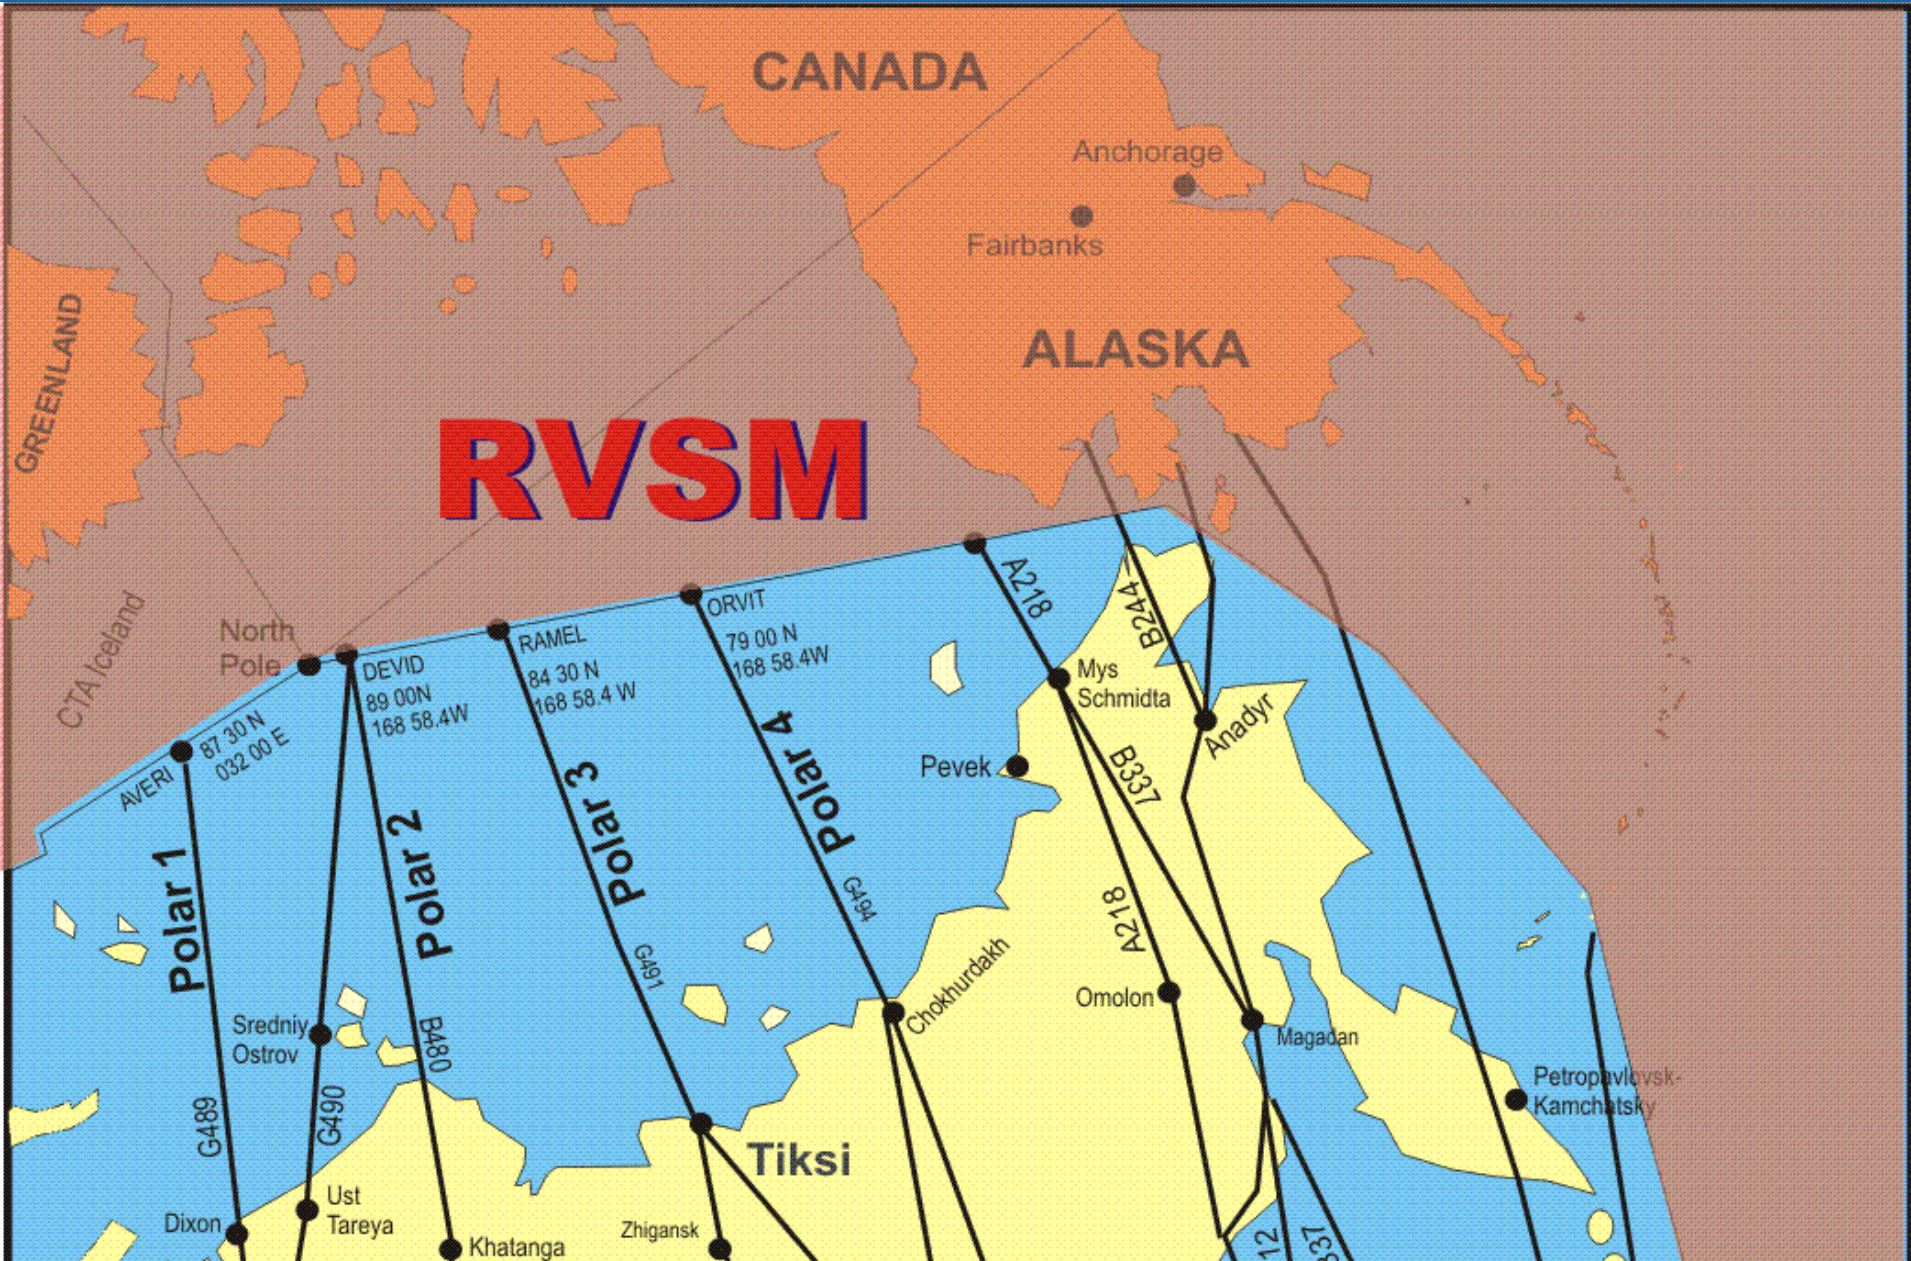 CANADA
Anchorage
Fairbanks
ALASKA
GREENLAND
RVSM
CTA Iceland
North
Pole
DEVID
89 00N
168 58.4W
RAMEL
84 30 N
168 58.4 W
ORVIT
79 00 N
168 58.4W
A218
B244
Mys
Schmidta
Anadyr
AVERI
87 30 N
032 00 E
Pevek
B337
Polar 1
Polar 2
Polar 3
Polar 4
G494
G491
A218
Chokhurdakh
Omolon
Magadan
Sredniy
Ostrov
B480
G489
G490
Petropavlovsk-
Kamchatsky
Tiksi
Ust
Tareya
Dixon
Khatanga
Zhigansk
12
337